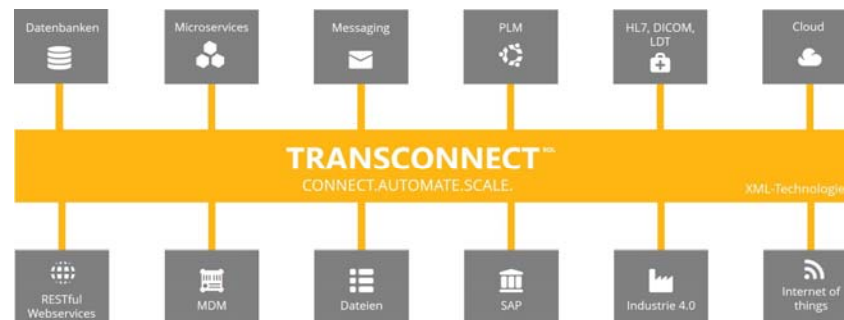 Datenbanken
Microservices
Messaging
PLM
HL7, DICOM,
LDT
Cloud
TRANSCONNECT
CONNECT.AUTOMATE.SCALE.
XML-Technologie
RESTful
Webservices
MDM
Dateien
SAP
Industrie 4.0
Internet of
things